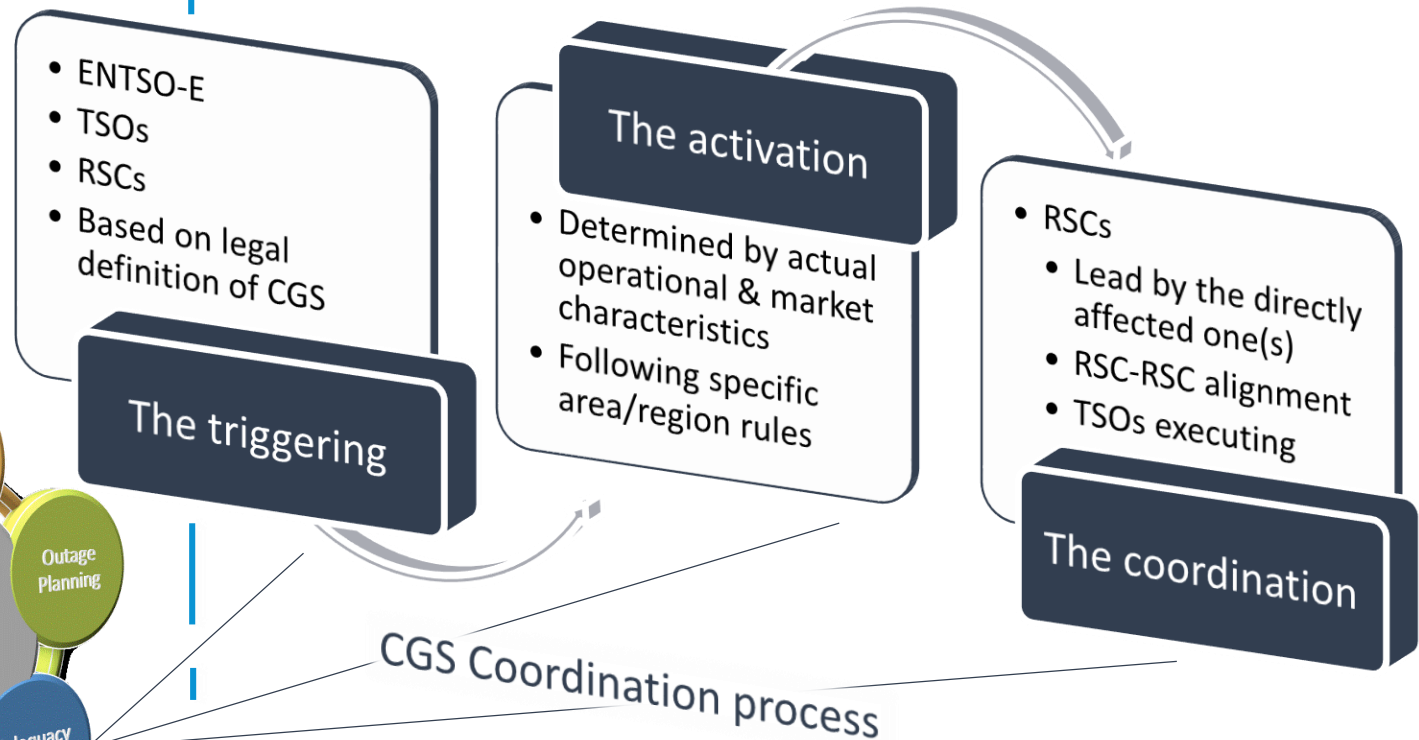 ENTSO-E
TSOs
RSCs
Based on legal
definition of CGS
The triggering
The activation
Determined by actual
operational & market
characteristics
Following specific
area/region rules
RSCs
Lead by the directly
affected one(s)
RSC-RSC alignment
TSOs executing
The coordination
Outage
Planning
CGS Coordination process